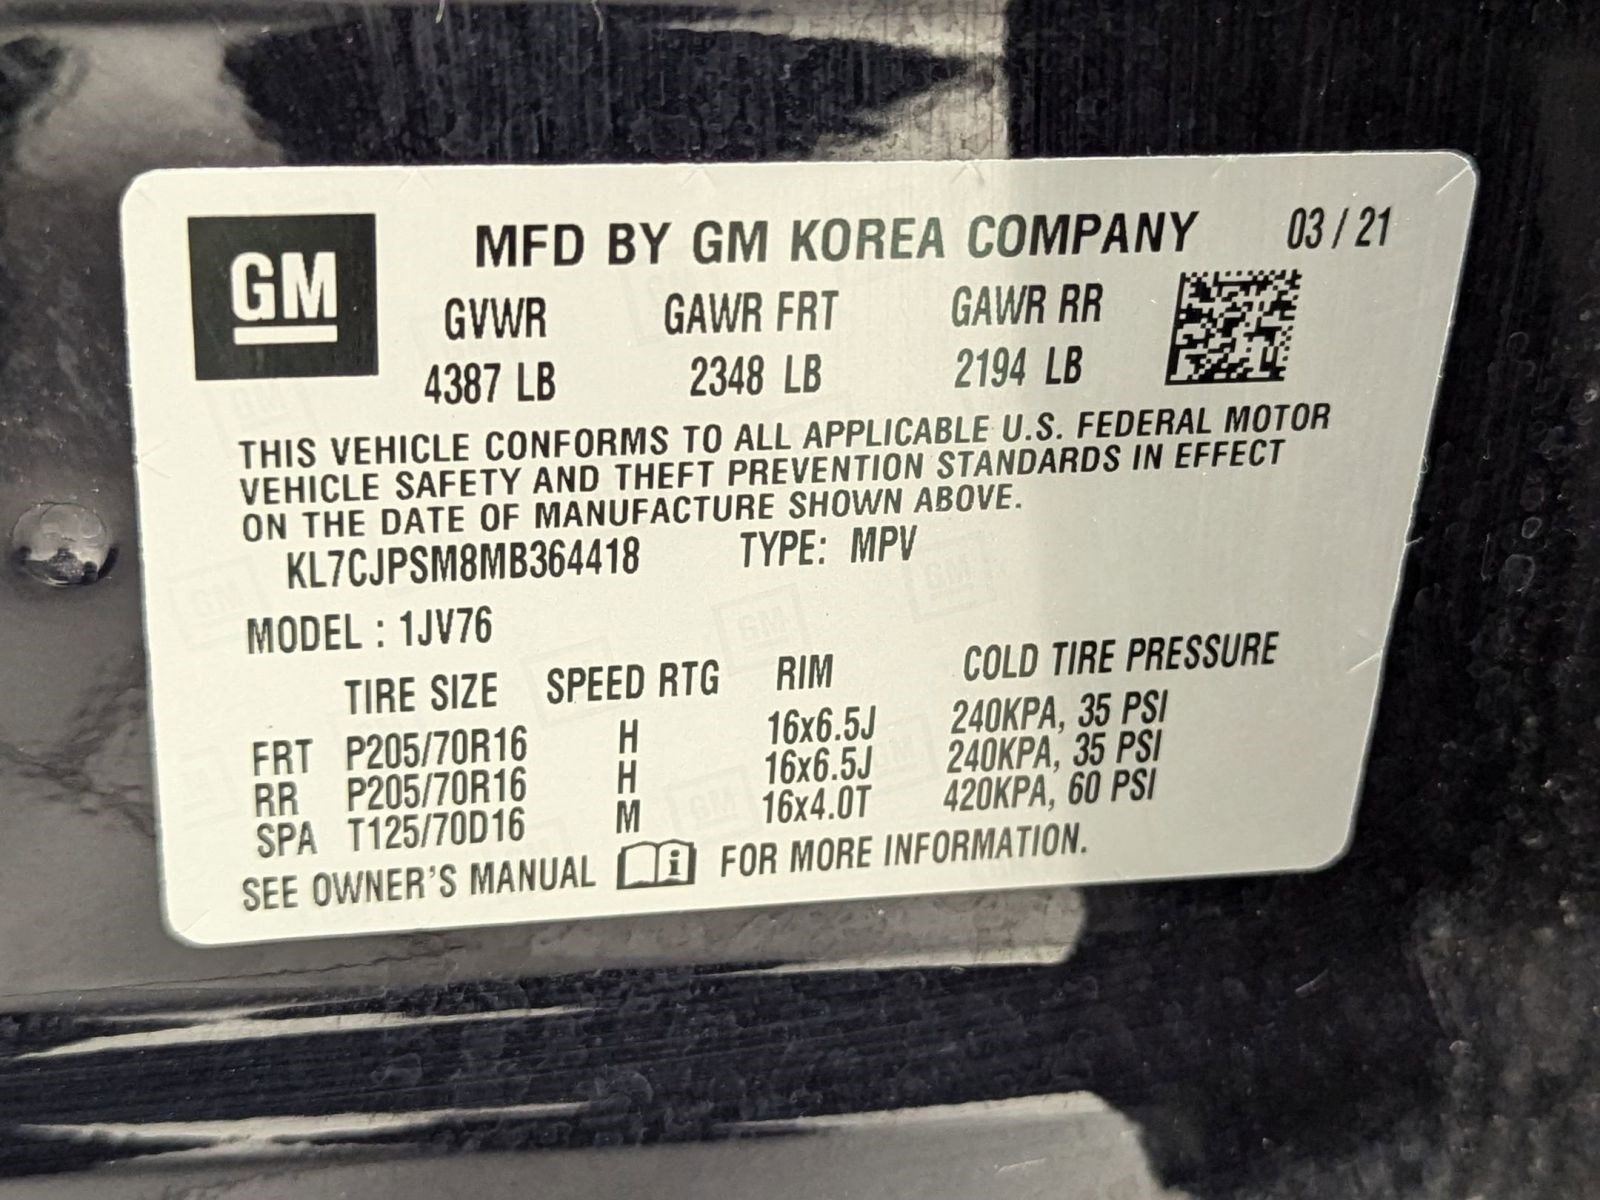 GM
MFD BY GM KOREA COMPANY 03 / 21
GVWR GAWR FRT GAWR RR
4387 LB 2348 LB 2194 LB
THIS VEHICLE CONFORMS TO ALL APPLICABLE U.S. FEDERAL MOTOR
VEHICLE SAFETY AND THEFT PREVENTION STANDARDS IN EFFECT
ON THE DATE OF MANUFACTURE SHOWN ABOVE.
KL7CJPSM8MB364418 TYPE: MPV
MODEL : 1JV76
TIRE SIZE SPEED RTG RIM COLD TIRE PRESSURE
FRT P205/70R16 H 16x6.5J 240KPA, 35 PSI
RR P205/70R16 H 16x6.5J 240KPA, 35 PSI
SPA T125/70D16 M 16x4.0T 420KPA, 60 PSI
SEE OWNER'S MANUAL i FOR MORE INFORMATION.